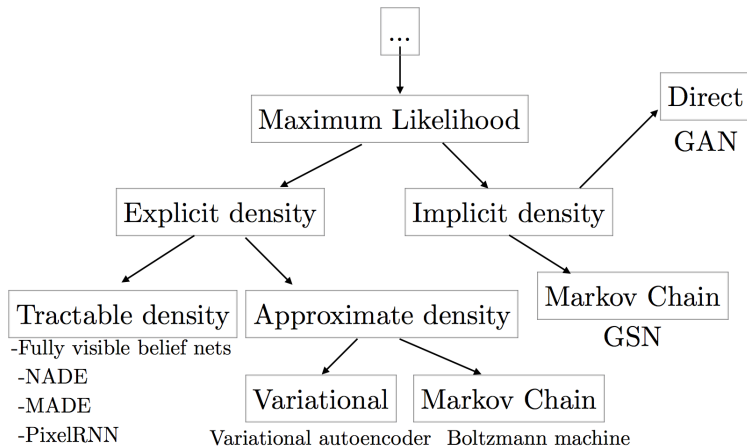 ...
Maximum Likelihood
Direct
GAN
Explicit density
Implicit density
Markov Chain
GSN
Tractable density
-Fully visible belief nets
-NADE
-MADE
-PixelRNN
Approximate density
Variational
Variational autoencoder
Markov Chain
Boltzmann machine